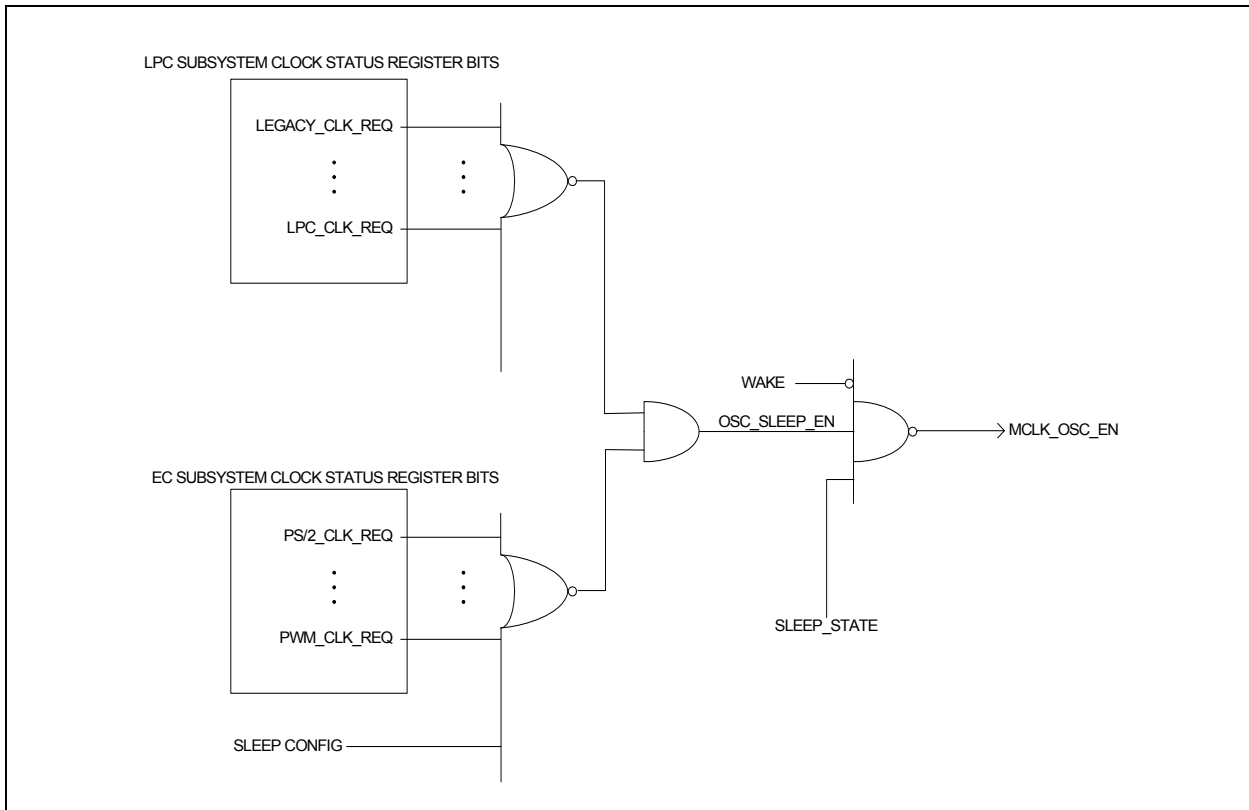 LPC SUBSYSTEM CLOCK STATUS REGISTER BITS
LEGACY_CLK_REQ
LPC_CLK_REQ
WAKE
OSC_SLEEP_EN
MCLK_OSC_EN
EC SUBSYSTEM CLOCK STATUS REGISTER BITS
PS/2_CLK_REQ
PWM_CLK_REQ
SLEEP_STATE
SLEEP CONFIG